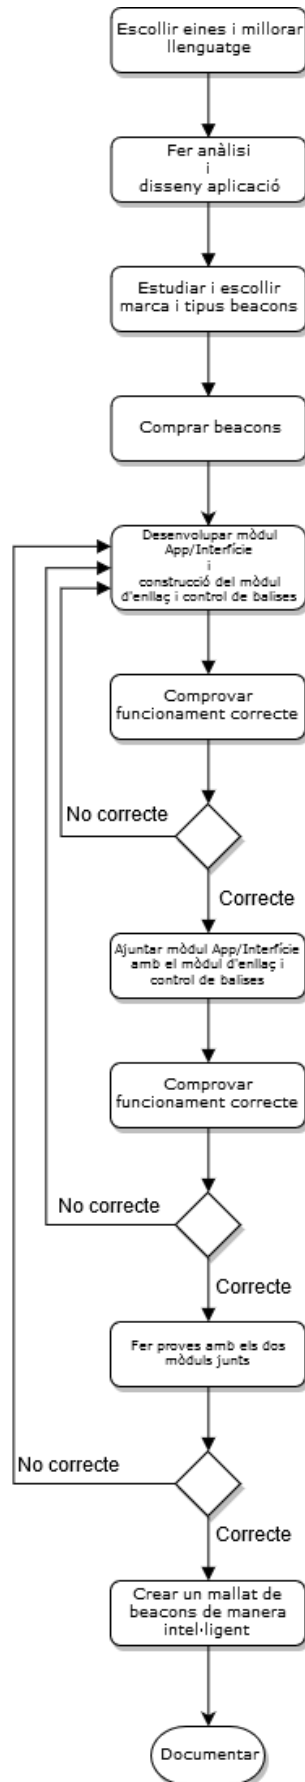 Escollir eines i millorar
llenguatge
Fer anàlisi
i
disseny aplicació
Estudiar i escollir
marca i tipus beacons
Comprar beacons
Desenvolupar mòdul
App/Interfície
i
construcció del mòdul
d'enllaç i control de balises
Comprovar
funcionament correcte
No correcte
Correcte
Ajuntar mòdul App/Interfície
amb el mòdul d'enllaç i
control de balises
Comprovar
funcionament correcte
No correcte
Correcte
Fer proves amb els dos
mòduls junts
No correcte
Correcte
Crear un mallat de
beacons de manera
intel·ligent
Documentar